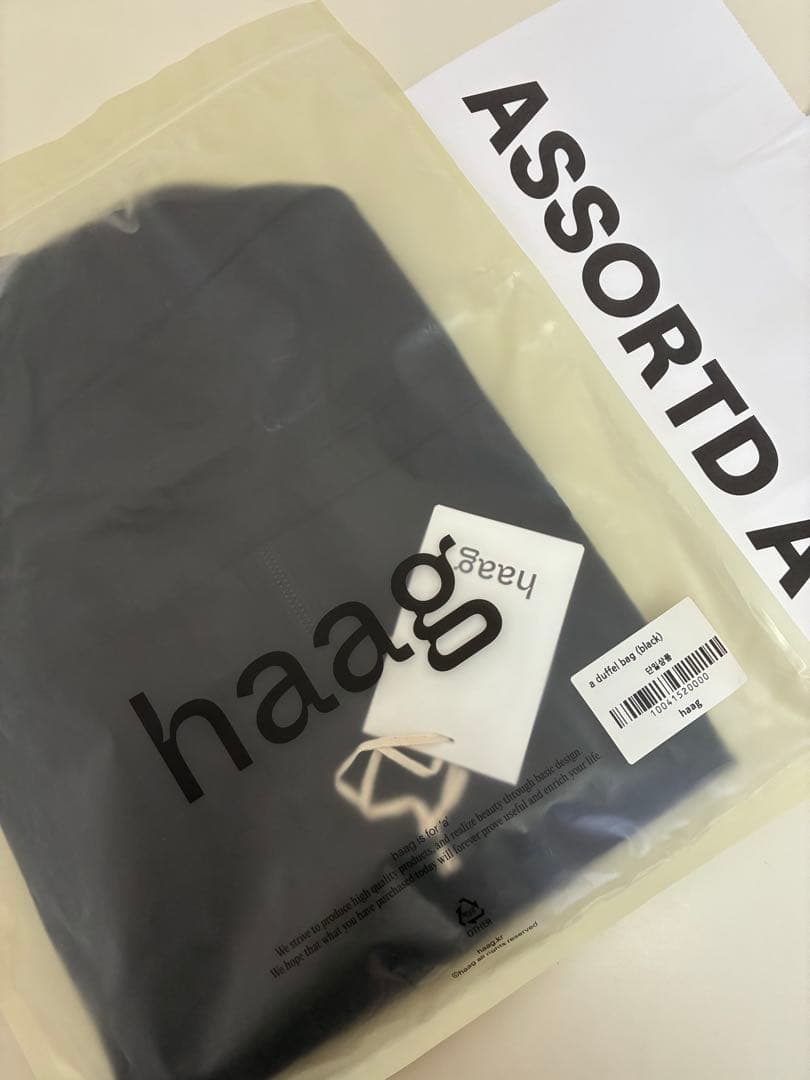 ASSORTD A
haag
haag
a duffel bag (black)
단일상품
10041520000
haag
haag is for 'a'
We strive to produce high quality products, and realize beauty through basic design.
We hope that what you have purchased today will forever prove useful and enrich your life.
OTHER
haag.kr
©haag all rights reserved